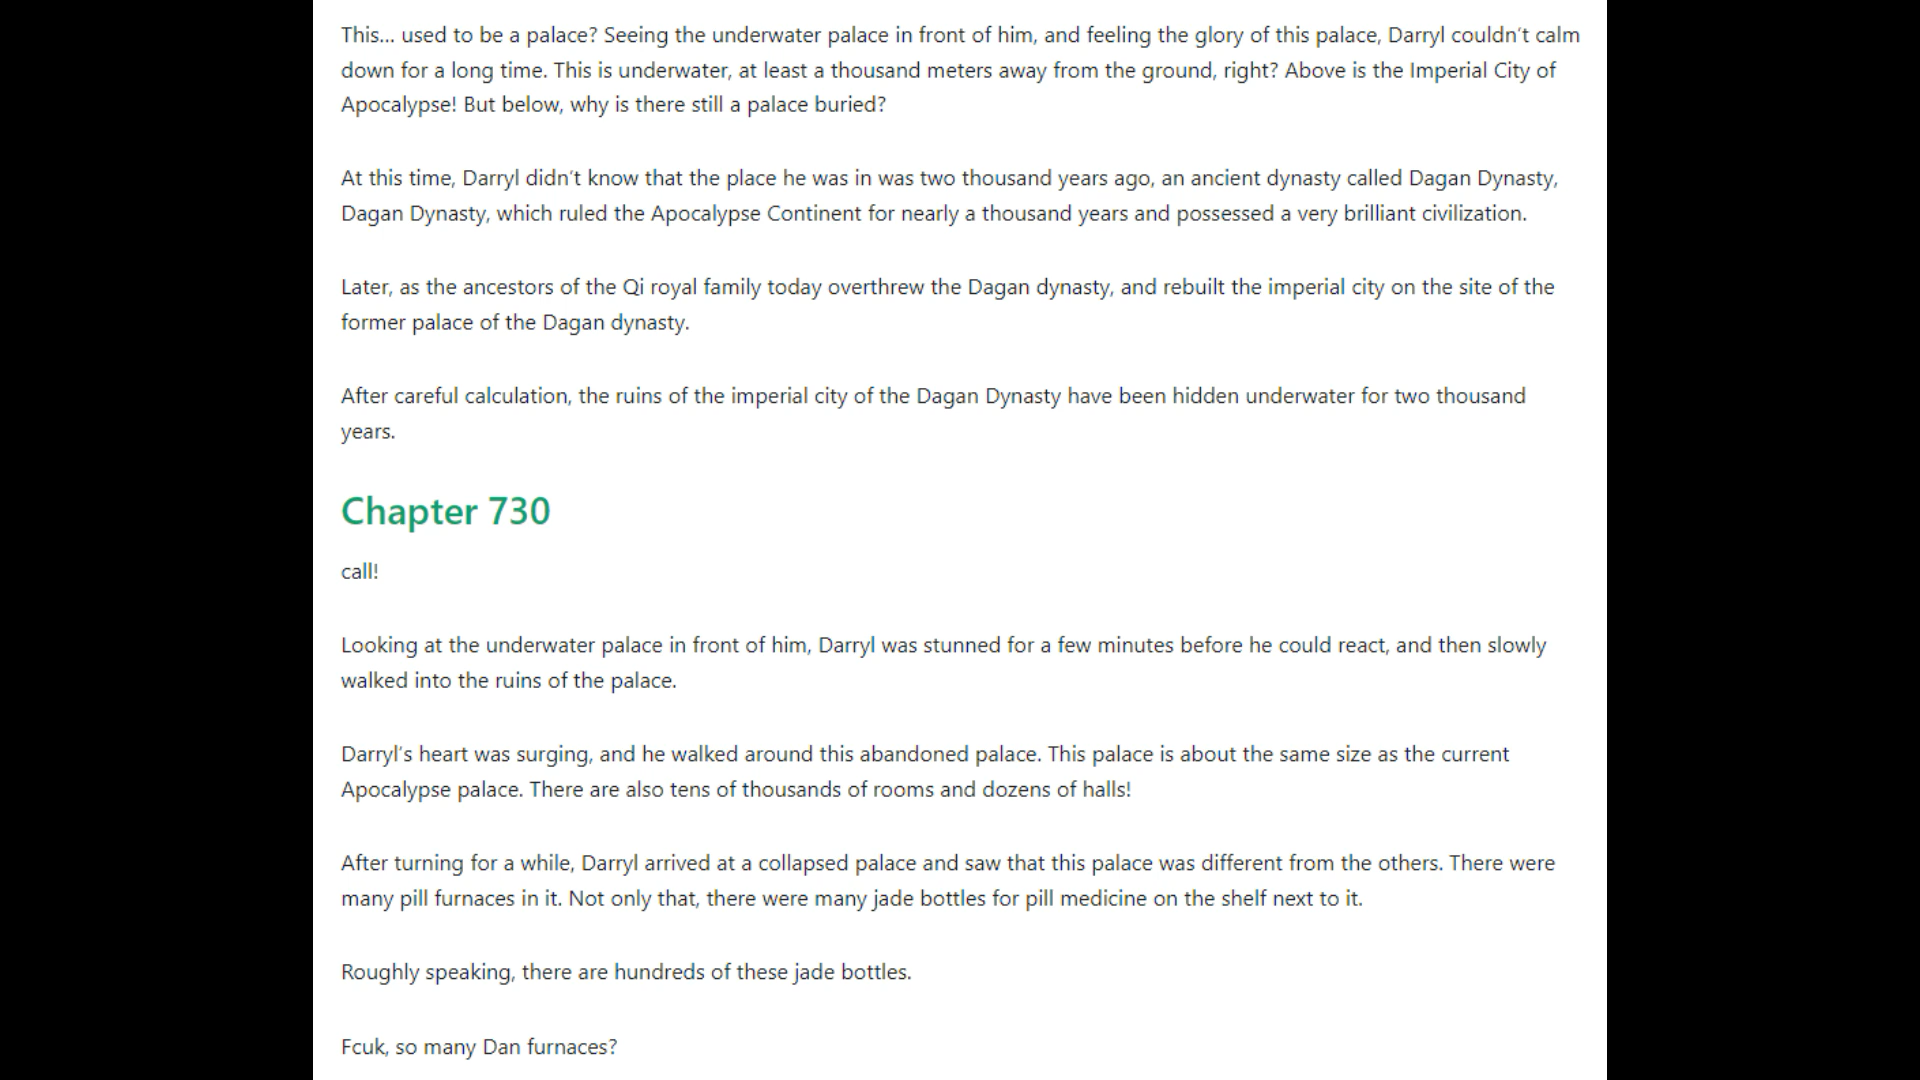 This... used to be a palace? Seeing the underwater palace in front of him, and feeling the glory of this palace, Darryl couldn't calm
down for a long time. This is underwater, at least a thousand meters away from the ground, right? Above is the Imperial City of
Apocalypse! But below, why is there still a palace buried?
At this time, Darryl didn't know that the place he was in was two thousand years ago, an ancient dynasty called Dagan Dynasty,
Dagan Dynasty, which ruled the Apocalypse Continent for nearly a thousand years and possessed a very brilliant civilization.
Later, as the ancestors of the Qi royal family today overthrew the Dagan dynasty, and rebuilt the imperial city on the site of the
former palace of the Dagan dynasty.
After careful calculation, the ruins of the imperial city of the Dagan Dynasty have been hidden underwater for two thousand
years.
Chapter 730
call!
Looking at the underwater palace in front of him, Darryl was stunned for a few minutes before he could react, and then slowly
walked into the ruins of the palace.
Darryl's heart was surging, and he walked around this abandoned palace. This palace is about the same size as the current
Apocalypse palace. There are also tens of thousands of rooms and dozens of halls!
After turning for a while, Darryl arrived at a collapsed palace and saw that this palace was different from the others. There were
many pill furnaces in it. Not only that, there were many jade bottles for pill medicine on the shelf next to it.
Roughly speaking, there are hundreds of these jade bottles.
Fcuk, so many Dan furnaces?